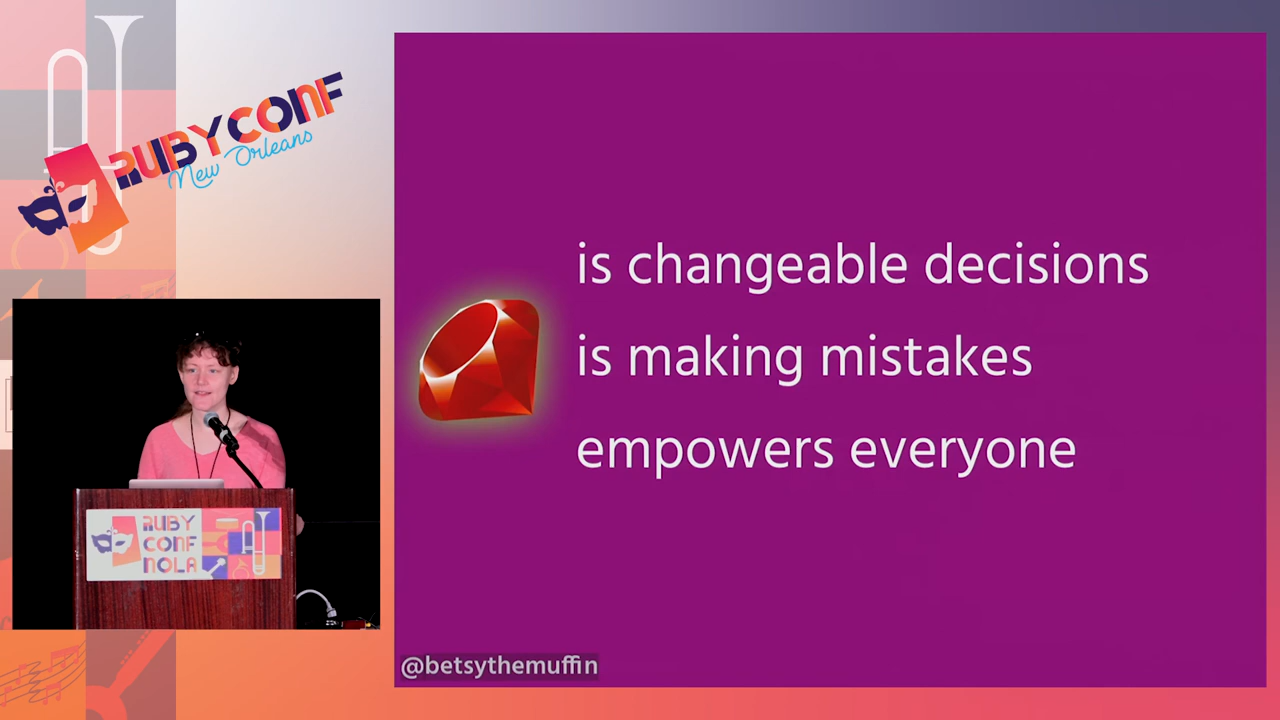 RUBYCONF
New Orleans
is changeable decisions
is making mistakes
empowers everyone
RUBY
CONF
NOLA
@betsythemuffin